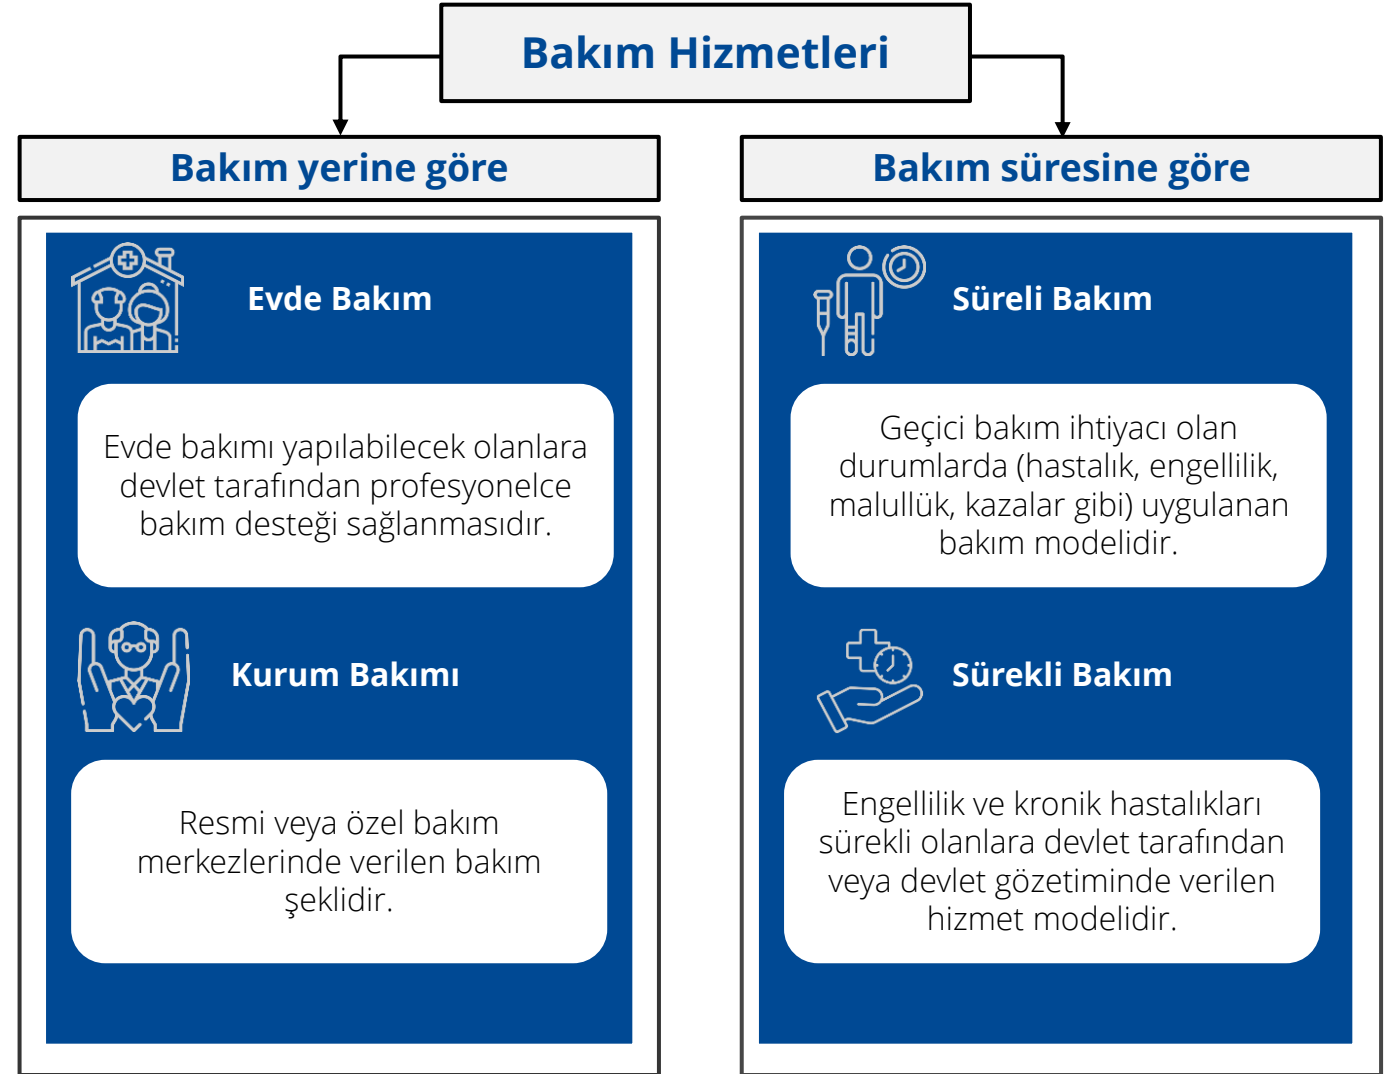 Bakım Hizmetleri
Bakım yerine göre
Evde Bakım
Evde bakımı yapılabilecek olanlara
devlet tarafından profesyonelce
bakım desteği sağlanmasıdır.
Kurum Bakımı
Resmi veya özel bakım
merkezlerinde verilen bakım
şeklidir.
Bakım süresine göre
Süreli Bakım
Geçici bakım ihtiyacı olan
durumlarda (hastalık, engellilik,
malullük, kazalar gibi) uygulanan
bakım modelidir.
Sürekli Bakım
Engellilik ve kronik hastalıkları
sürekli olanlara devlet tarafından
veya devlet gözetiminde verilen
hizmet modelidir.